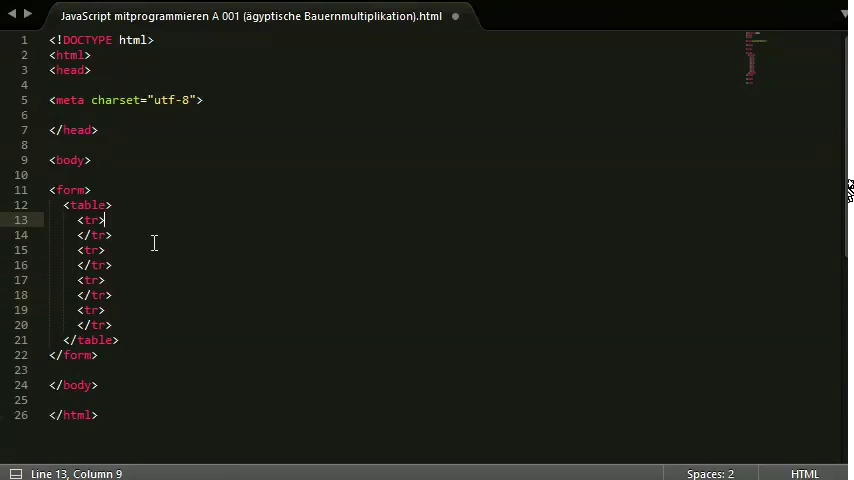 JavaScript mitprogrammieren A 001 (ägyptische Bauernmultiplikation).html
1 <!DOCTYPE html>
2 <html>
3 <head>
4
5 <meta charset="utf-8">
6
7 </head>
8
9 <body>
10
11 <form>
12 <table>
13 <tr>
14 </tr>
15 <tr>
16 </tr>
17 <tr>
18 </tr>
19 <tr>
20 </tr>
21 </table>
22 </form>
23
24 </body>
25
26 </html>
Line 13, Column 9 Spaces: 2 HTML